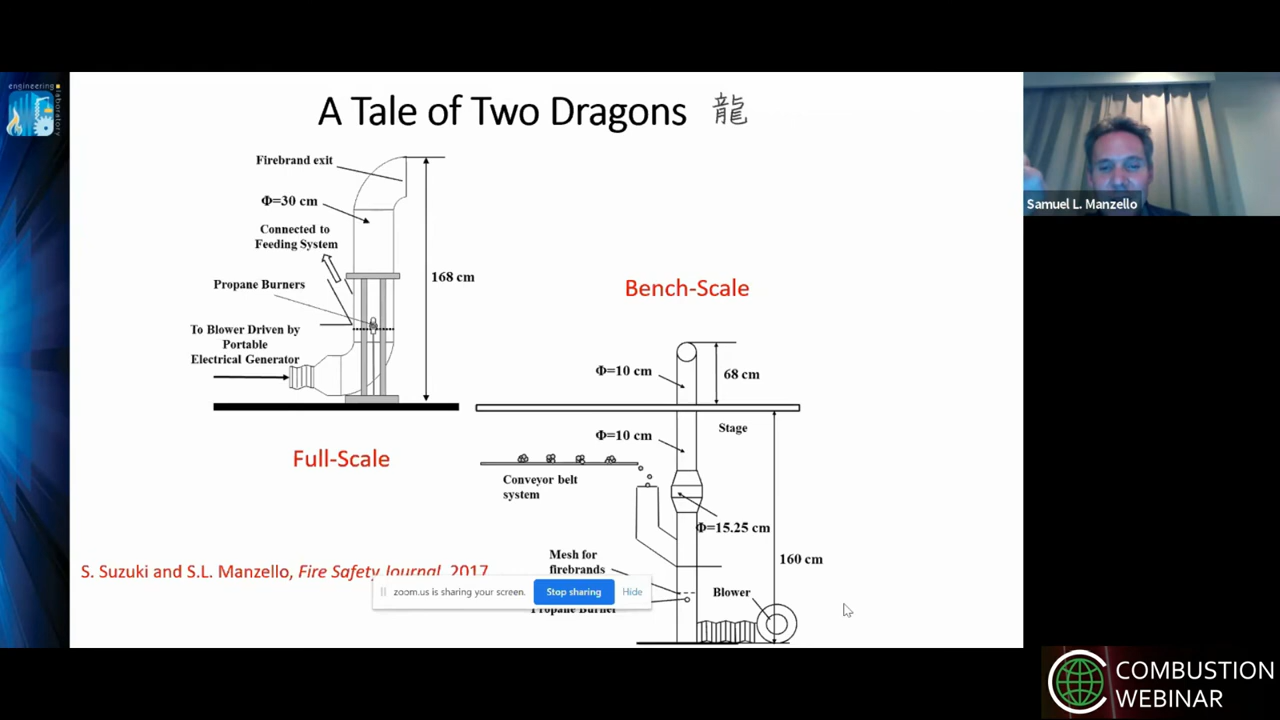 engineering
laboratory
A Tale of Two Dragons 龍
Firebrand exit
Φ=30 cm
Connected to
Feeding System
168 cm
Propane Burners
To Blower Driven by
Portable
Electrical Generator
Full-Scale
Bench-Scale
Φ=10 cm
68 cm
Stage
Φ=10 cm
Conveyor belt
system
Φ=15.25 cm
160 cm
Mesh for
firebrands
Blower
Propane Burner
S. Suzuki and S.L. Manzello, Fire Safety Journal, 2017
zoom.us is sharing your screen. Stop sharing Hide
Samuel L. Manzello
COMBUSTION
WEBINAR